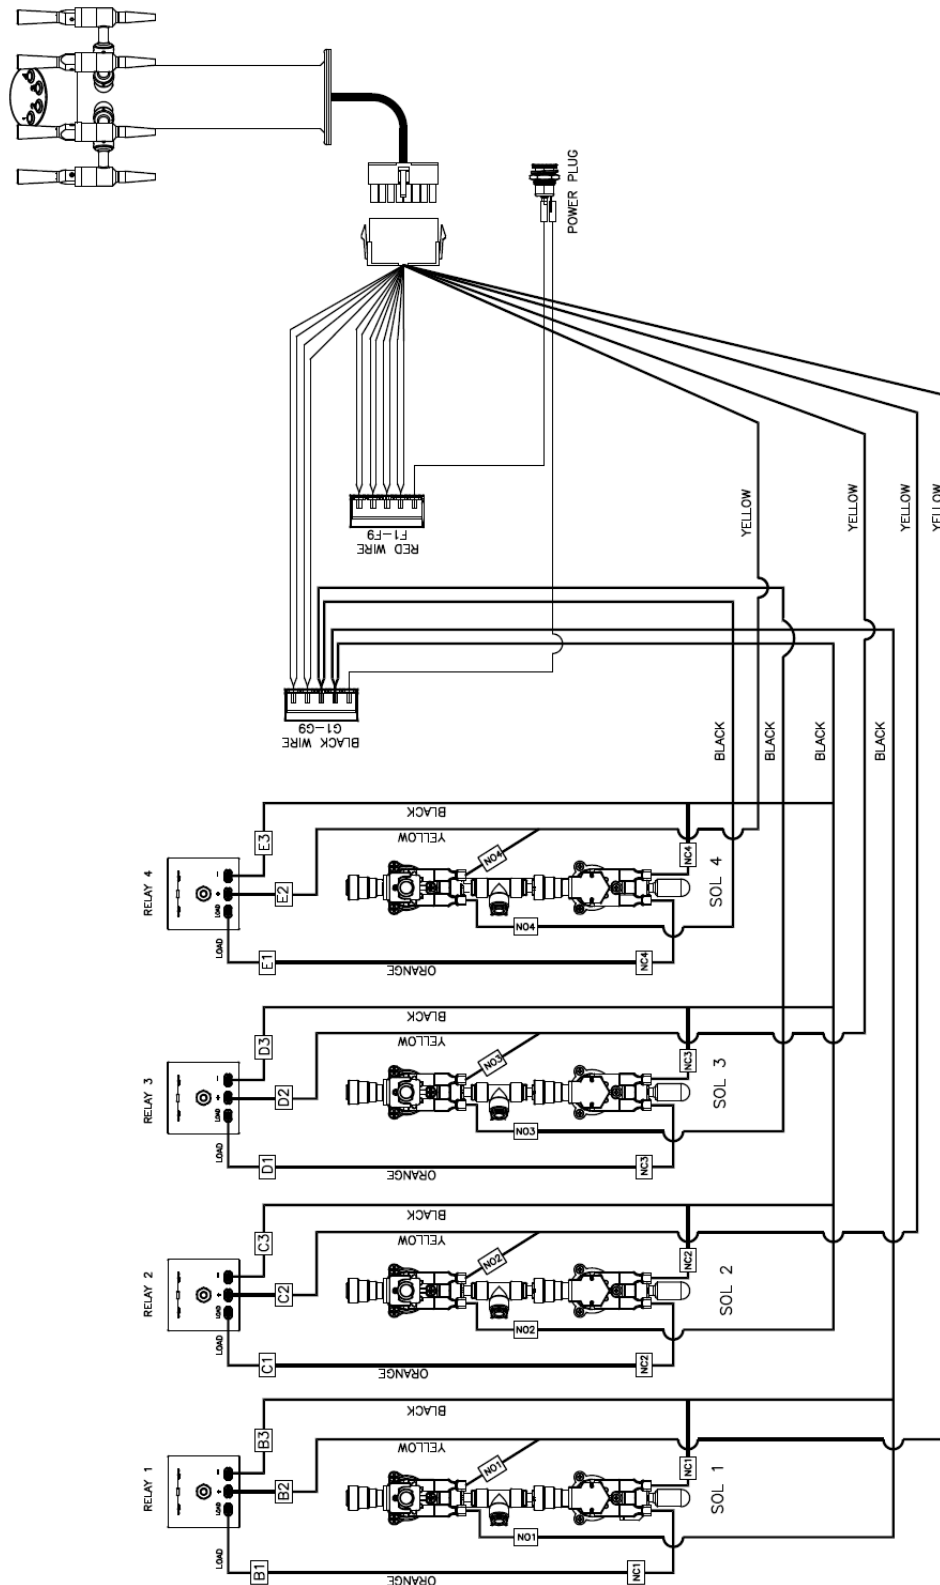 POWER PLUG
F1-F9
RED WIRE
YELLOW
YELLOW
YELLOW
YELLOW
G1-G9
BLACK WIRE
BLACK
BLACK
BLACK
BLACK
RELAY 4
LOAD
LOAD
+
-
E3
E2
E1
BLACK
YELLOW
ORANGE
NO4
NO4
NC4
NC4
SOL 4
RELAY 3
LOAD
LOAD
+
-
D3
D2
D1
BLACK
YELLOW
ORANGE
NO3
NO3
NC3
NC3
SOL 3
RELAY 2
LOAD
LOAD
+
-
C3
C2
C1
BLACK
YELLOW
ORANGE
NO2
NO2
NC2
NC2
SOL 2
RELAY 1
LOAD
LOAD
+
-
B3
B2
B1
BLACK
YELLOW
ORANGE
NO1
NO1
NC1
NC1
SOL 1